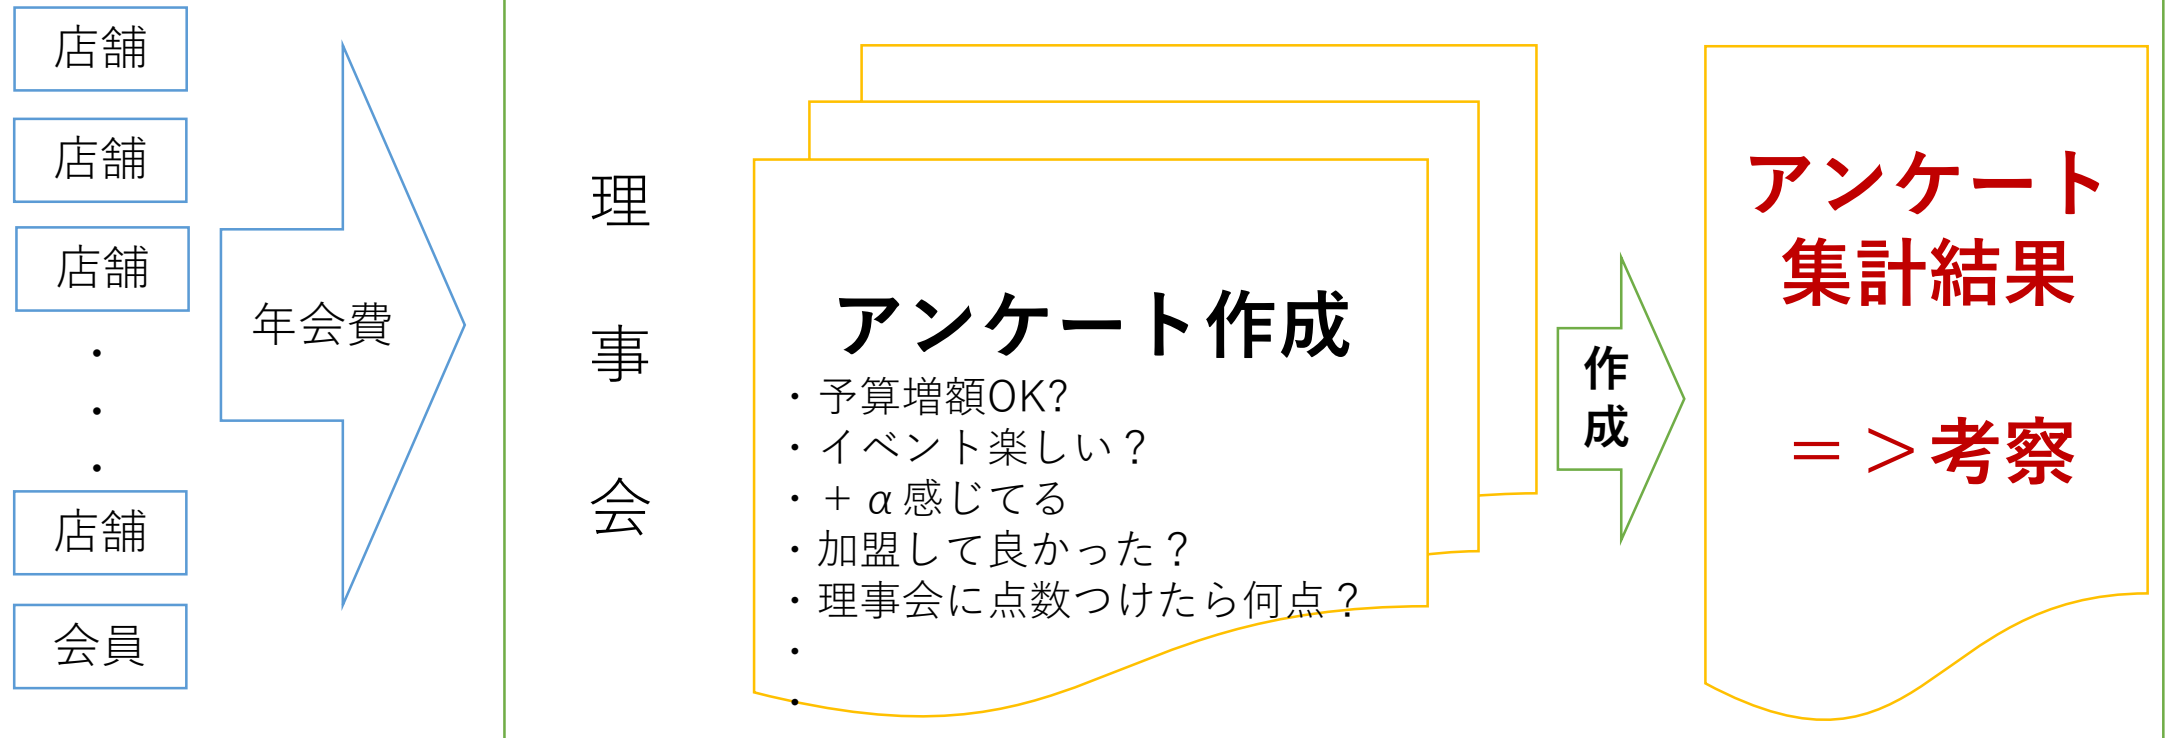 店舗
店舗
店舗
・
・
・
店舗
会員
年会費
理
事
会
アンケート作成
・予算増額OK?
・イベント楽しい？
・＋α感じてる
・加盟して良かった？
・理事会に点数つけたら何点？
・
・
作
成
アンケート
集計結果
＝＞考察